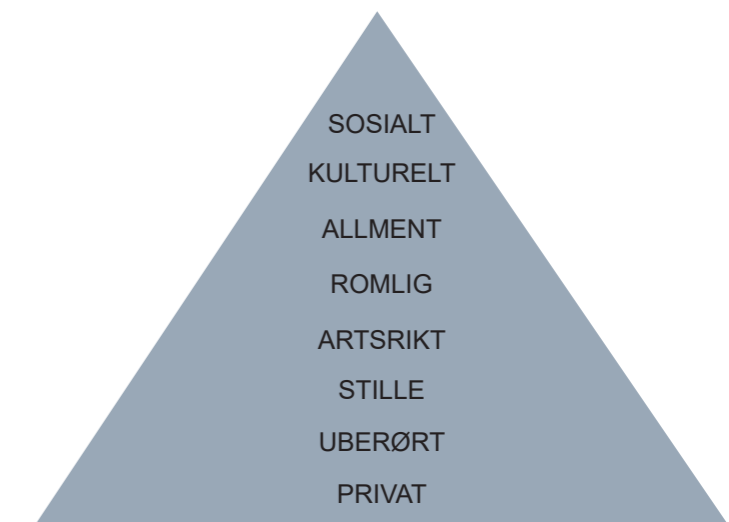 SOSIALT
KULTURELT
ALLMENT
ROMLIG
ARTSRIKT
STILLE
UBERØRT
PRIVAT